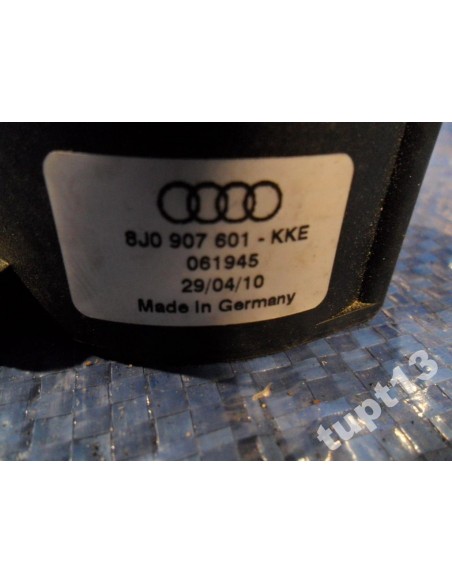 8J0 907 601 - KKE
061945
29/04/10
Made in Germany
tupt13